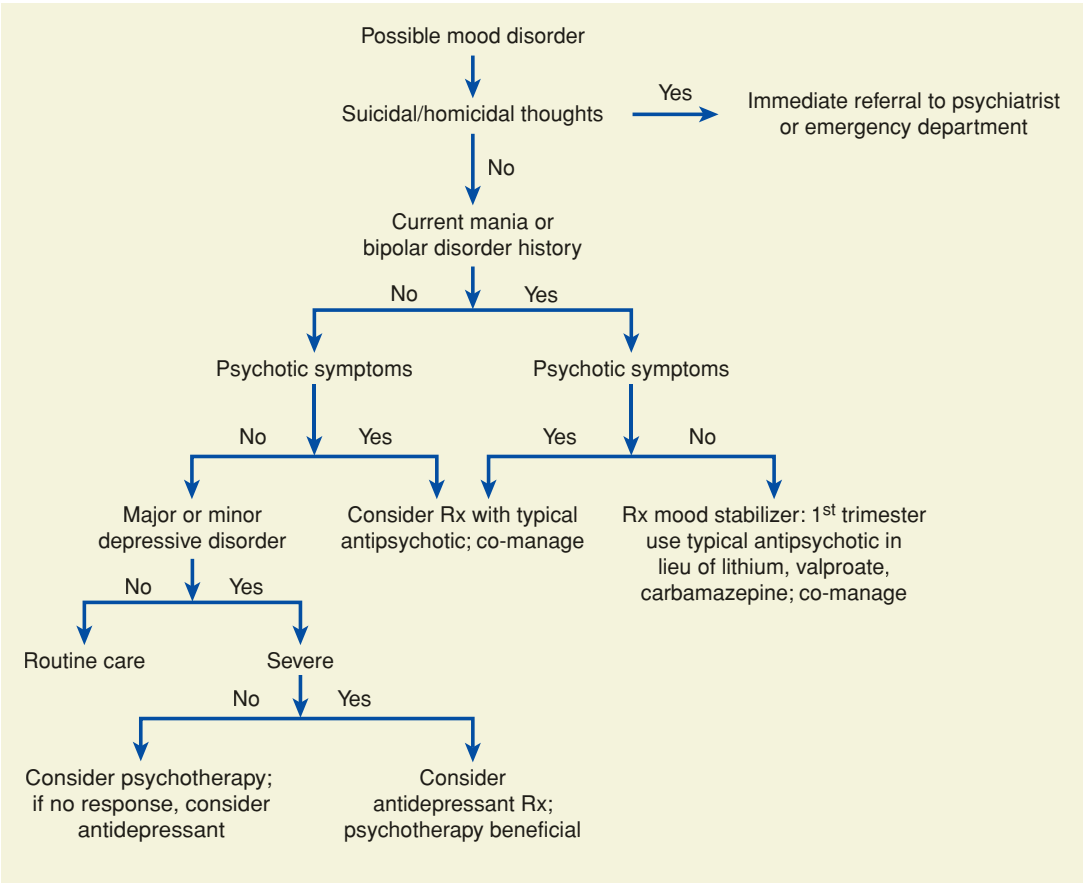 Possible mood disorder
Suicidal/homicidal thoughts
Yes
Immediate referral to psychiatrist
or emergency department
No
Current mania or
bipolar disorder history
No
Yes
Psychotic symptoms
Psychotic symptoms
No
Yes
Yes
No
Major or minor
depressive disorder
Consider Rx with typical
antipsychotic; co-manage
Rx mood stabilizer: 1st trimester
use typical antipsychotic in
lieu of lithium, valproate,
carbamazepine; co-manage
No
Yes
Routine care
Severe
No
Yes
Consider psychotherapy;
if no response, consider
antidepressant
Consider
antidepressant Rx;
psychotherapy beneficial